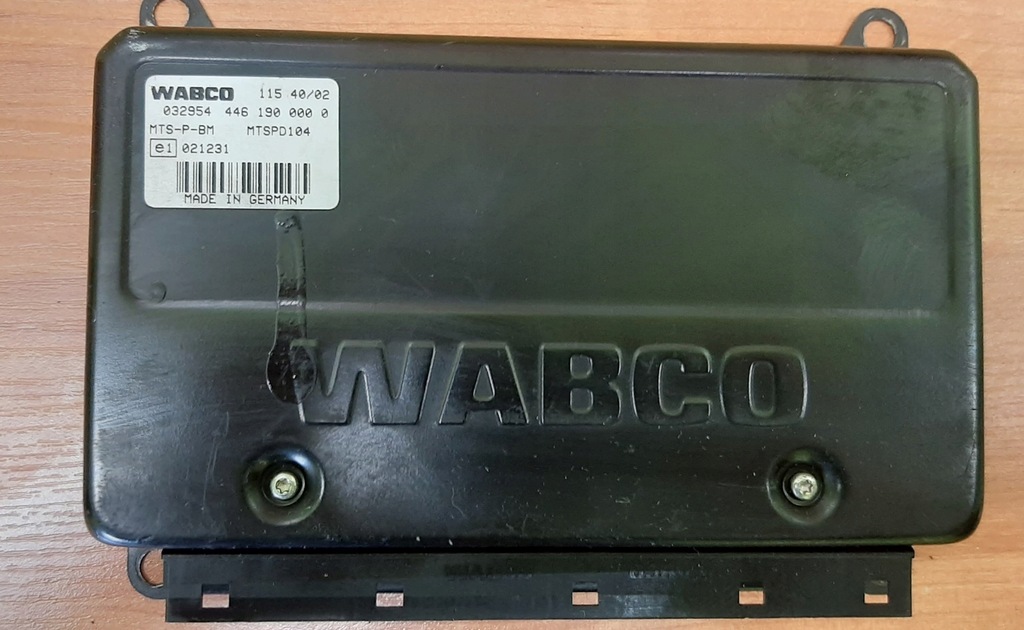 WABCO 115 40/02
032954 446 190 000 0
MTS-P-BM MTSPD104
e1 021231
MADE IN GERMANY
WABCO